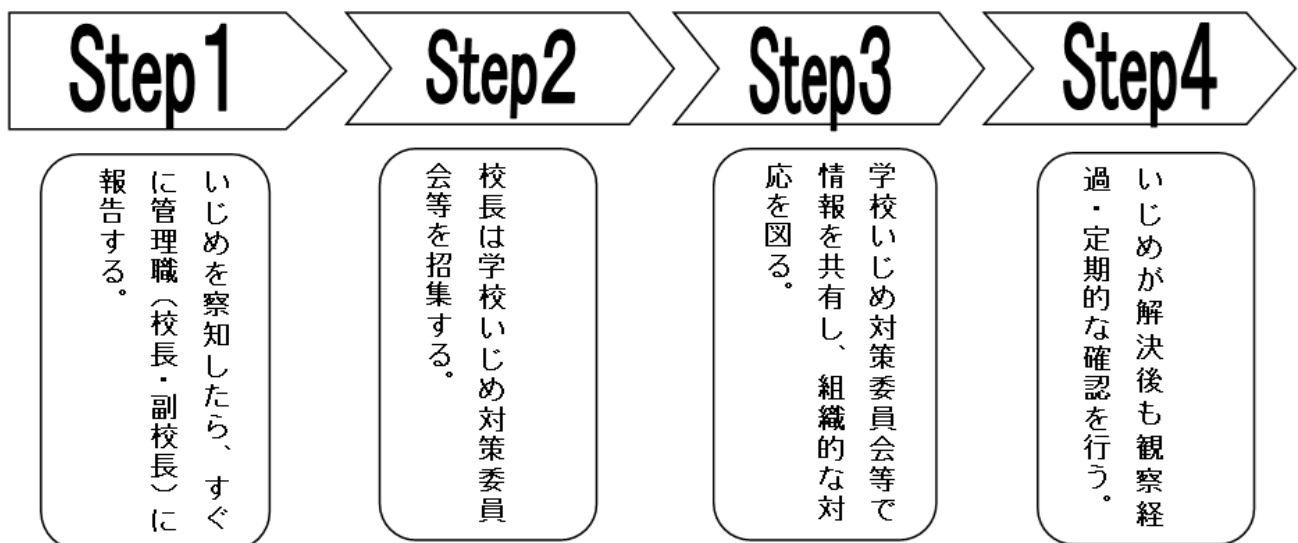 Step1
Step2
Step3
Step4
いじめを察知したら、すぐ
に管理職(校長・副校長)に
報告する。
校長は学校いじめ対策委員
会等を招集する。
学校いじめ対策委員会等で
情報を共有し、組織的な対
応を図る。
いじめが解決後も観察経
過・定期的な確認を行う。